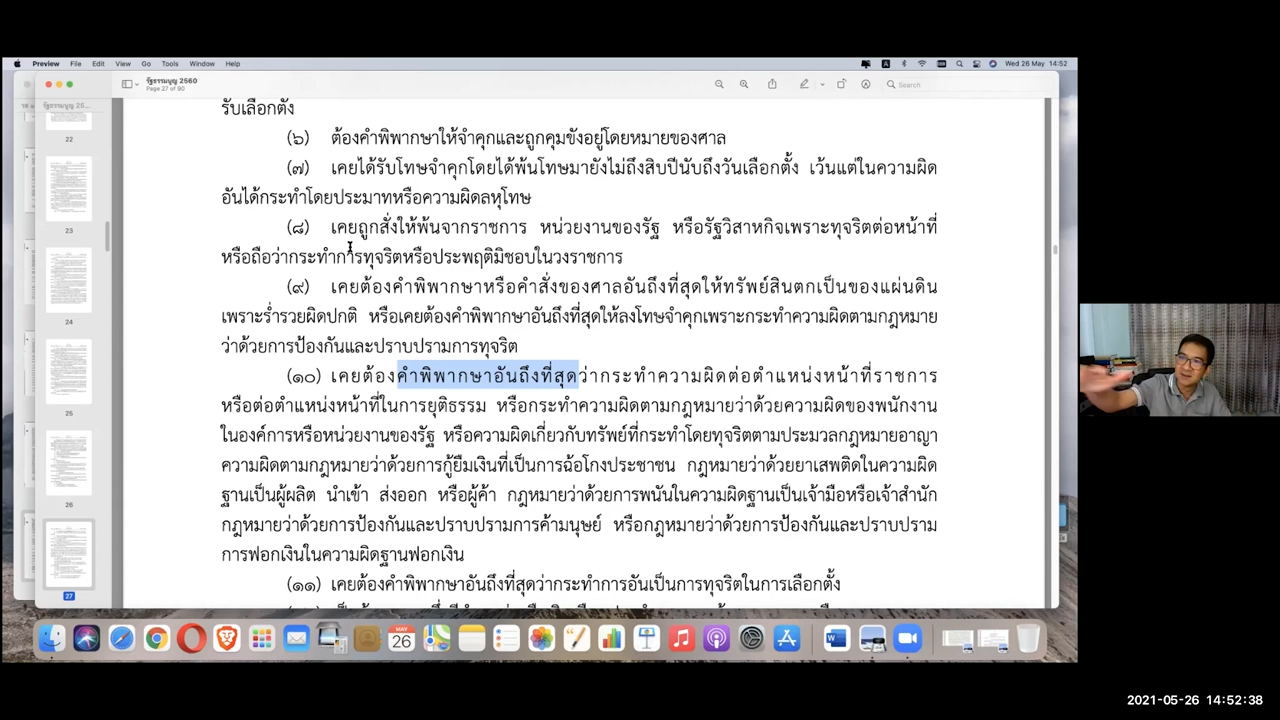 Preview File Edit View Go Tools Window Help Wed 26 May 14:52
รัฐธรรมนูญ 2560
Page 27 of 90
Search
รัฐธรรมนูญ 25...
22
23
24
25
26
27
รับเลือกตั้ง
(๖) ต้องคำพิพากษาให้จำคุกและถูกคุมขังอยู่โดยหมายของศาล
(๗) เคยได้รับโทษจำคุกโดยได้พ้นโทษมายังไม่ถึงสิบปีนับถึงวันเลือกตั้ง เว้นแต่ในความผิด
อันได้กระทำโดยประมาทหรือความผิดลหุโทษ
(๘) เคยถูกสั่งให้พ้นจากราชการ หน่วยงานของรัฐ หรือรัฐวิสาหกิจเพราะทุจริตต่อหน้าที่
หรือถือว่ากระทำการทุจริตหรือประพฤติมิชอบในวงราชการ
(๙) เคยต้องคำพิพากษาหรือคำสั่งของศาลอันถึงที่สุดให้ทรัพย์สินตกเป็นของแผ่นดิน
เพราะร่ำรวยผิดปกติ หรือเคยต้องคำพิพากษาอันถึงที่สุดให้ลงโทษจำคุกเพราะกระทำความผิดตามกฎหมาย
ว่าด้วยการป้องกันและปราบปรามการทุจริต
(๑๐) เคยต้องคำพิพากษาอันถึงที่สุดว่ากระทำความผิดต่อตำแหน่งหน้าที่ราชการ
หรือต่อตำแหน่งหน้าที่ในการยุติธรรม หรือกระทำความผิดตามกฎหมายว่าด้วยความผิดของพนักงาน
ในองค์การหรือหน่วยงานของรัฐ หรือความผิดเกี่ยวกับทรัพย์ที่กระทำโดยทุจริตตามประมวลกฎหมายอาญา
ความผิดตามกฎหมายว่าด้วยการกู้ยืมเงินที่เป็นการฉ้อโกงประชาชน กฎหมายว่าด้วยยาเสพติดในความผิด
ฐานเป็นผู้ผลิต นำเข้า ส่งออก หรือผู้ค้า กฎหมายว่าด้วยการพนันในความผิดฐานเป็นเจ้ามือหรือเจ้าสำนัก
กฎหมายว่าด้วยการป้องกันและปราบปรามการค้ามนุษย์ หรือกฎหมายว่าด้วยการป้องกันและปราบปราม
การฟอกเงินในความผิดฐานฟอกเงิน
(๑๑) เคยต้องคำพิพากษาอันถึงที่สุดว่ากระทำการอันเป็นการทุจริตในการเลือกตั้ง
MAY
26
2021-05-26 14:52:38